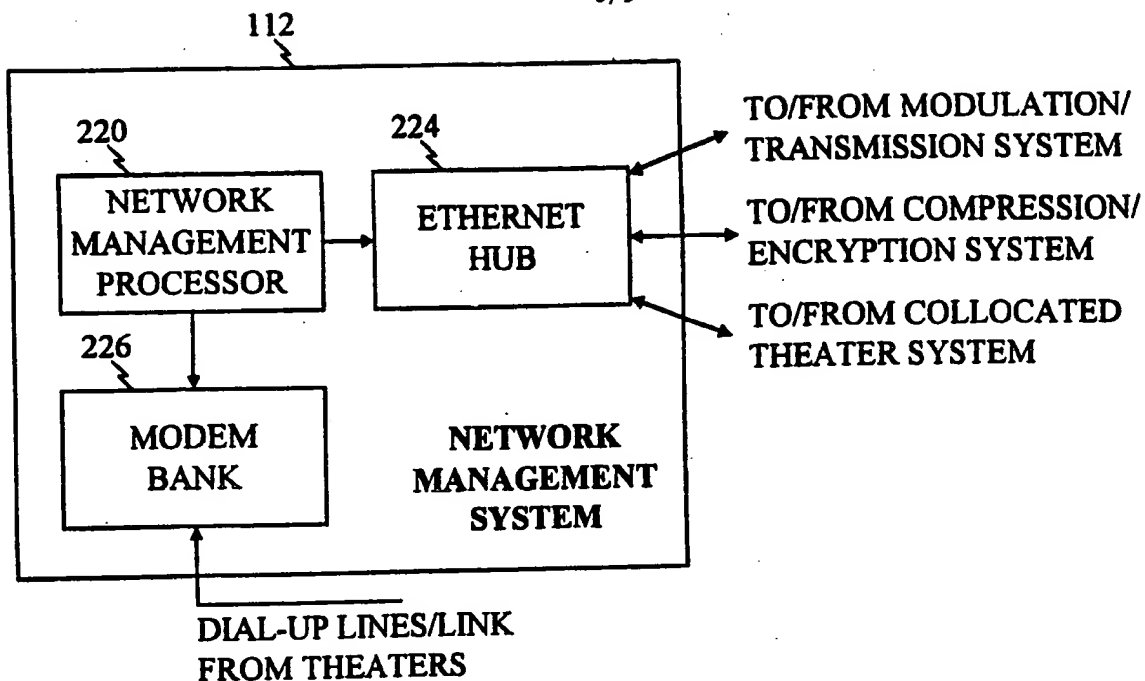 112
220
NETWORK
MANAGEMENT
PROCESSOR
224
ETHERNET
HUB
TO/FROM MODULATION/
TRANSMISSION SYSTEM
TO/FROM COMPRESSION/
ENCRYPTION SYSTEM
TO/FROM COLLOCATED
THEATER SYSTEM
226
MODEM
BANK
NETWORK
MANAGEMENT
SYSTEM
DIAL-UP LINES/LINK
FROM THEATERS